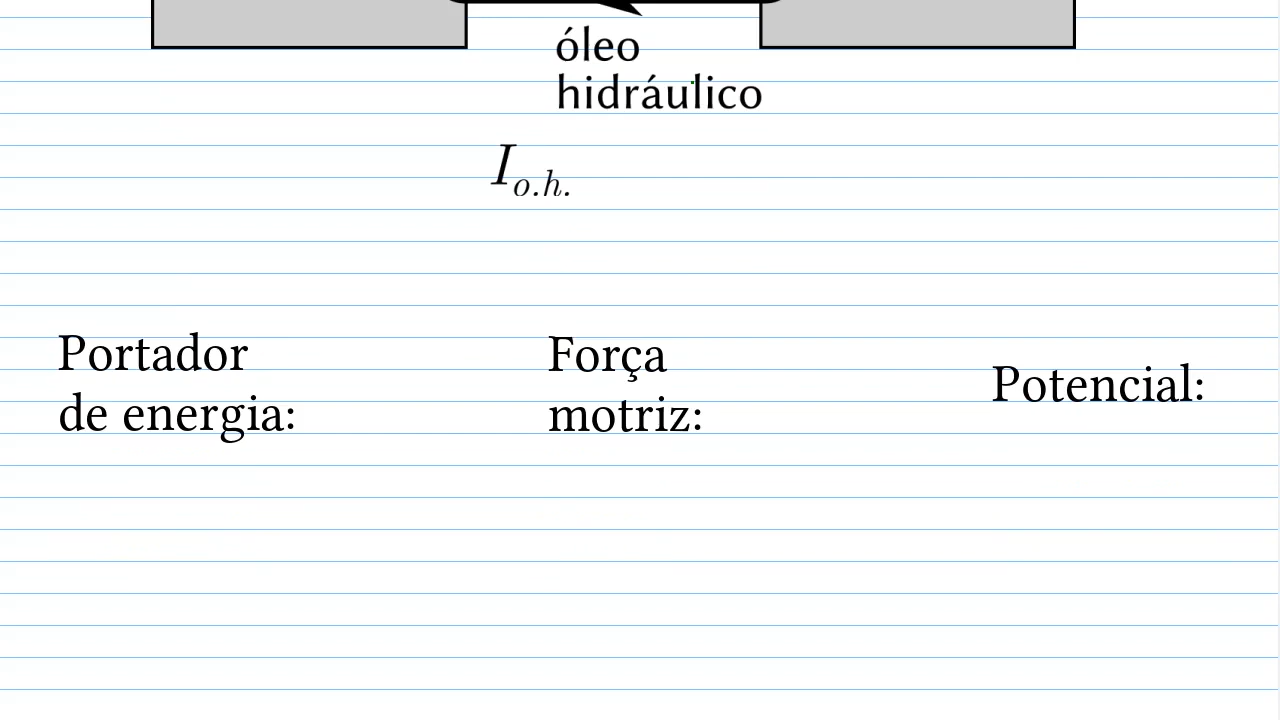 óleo
hidráulico
I_{o.h.}
Portador
de energia:
Força
motriz:
Potencial: